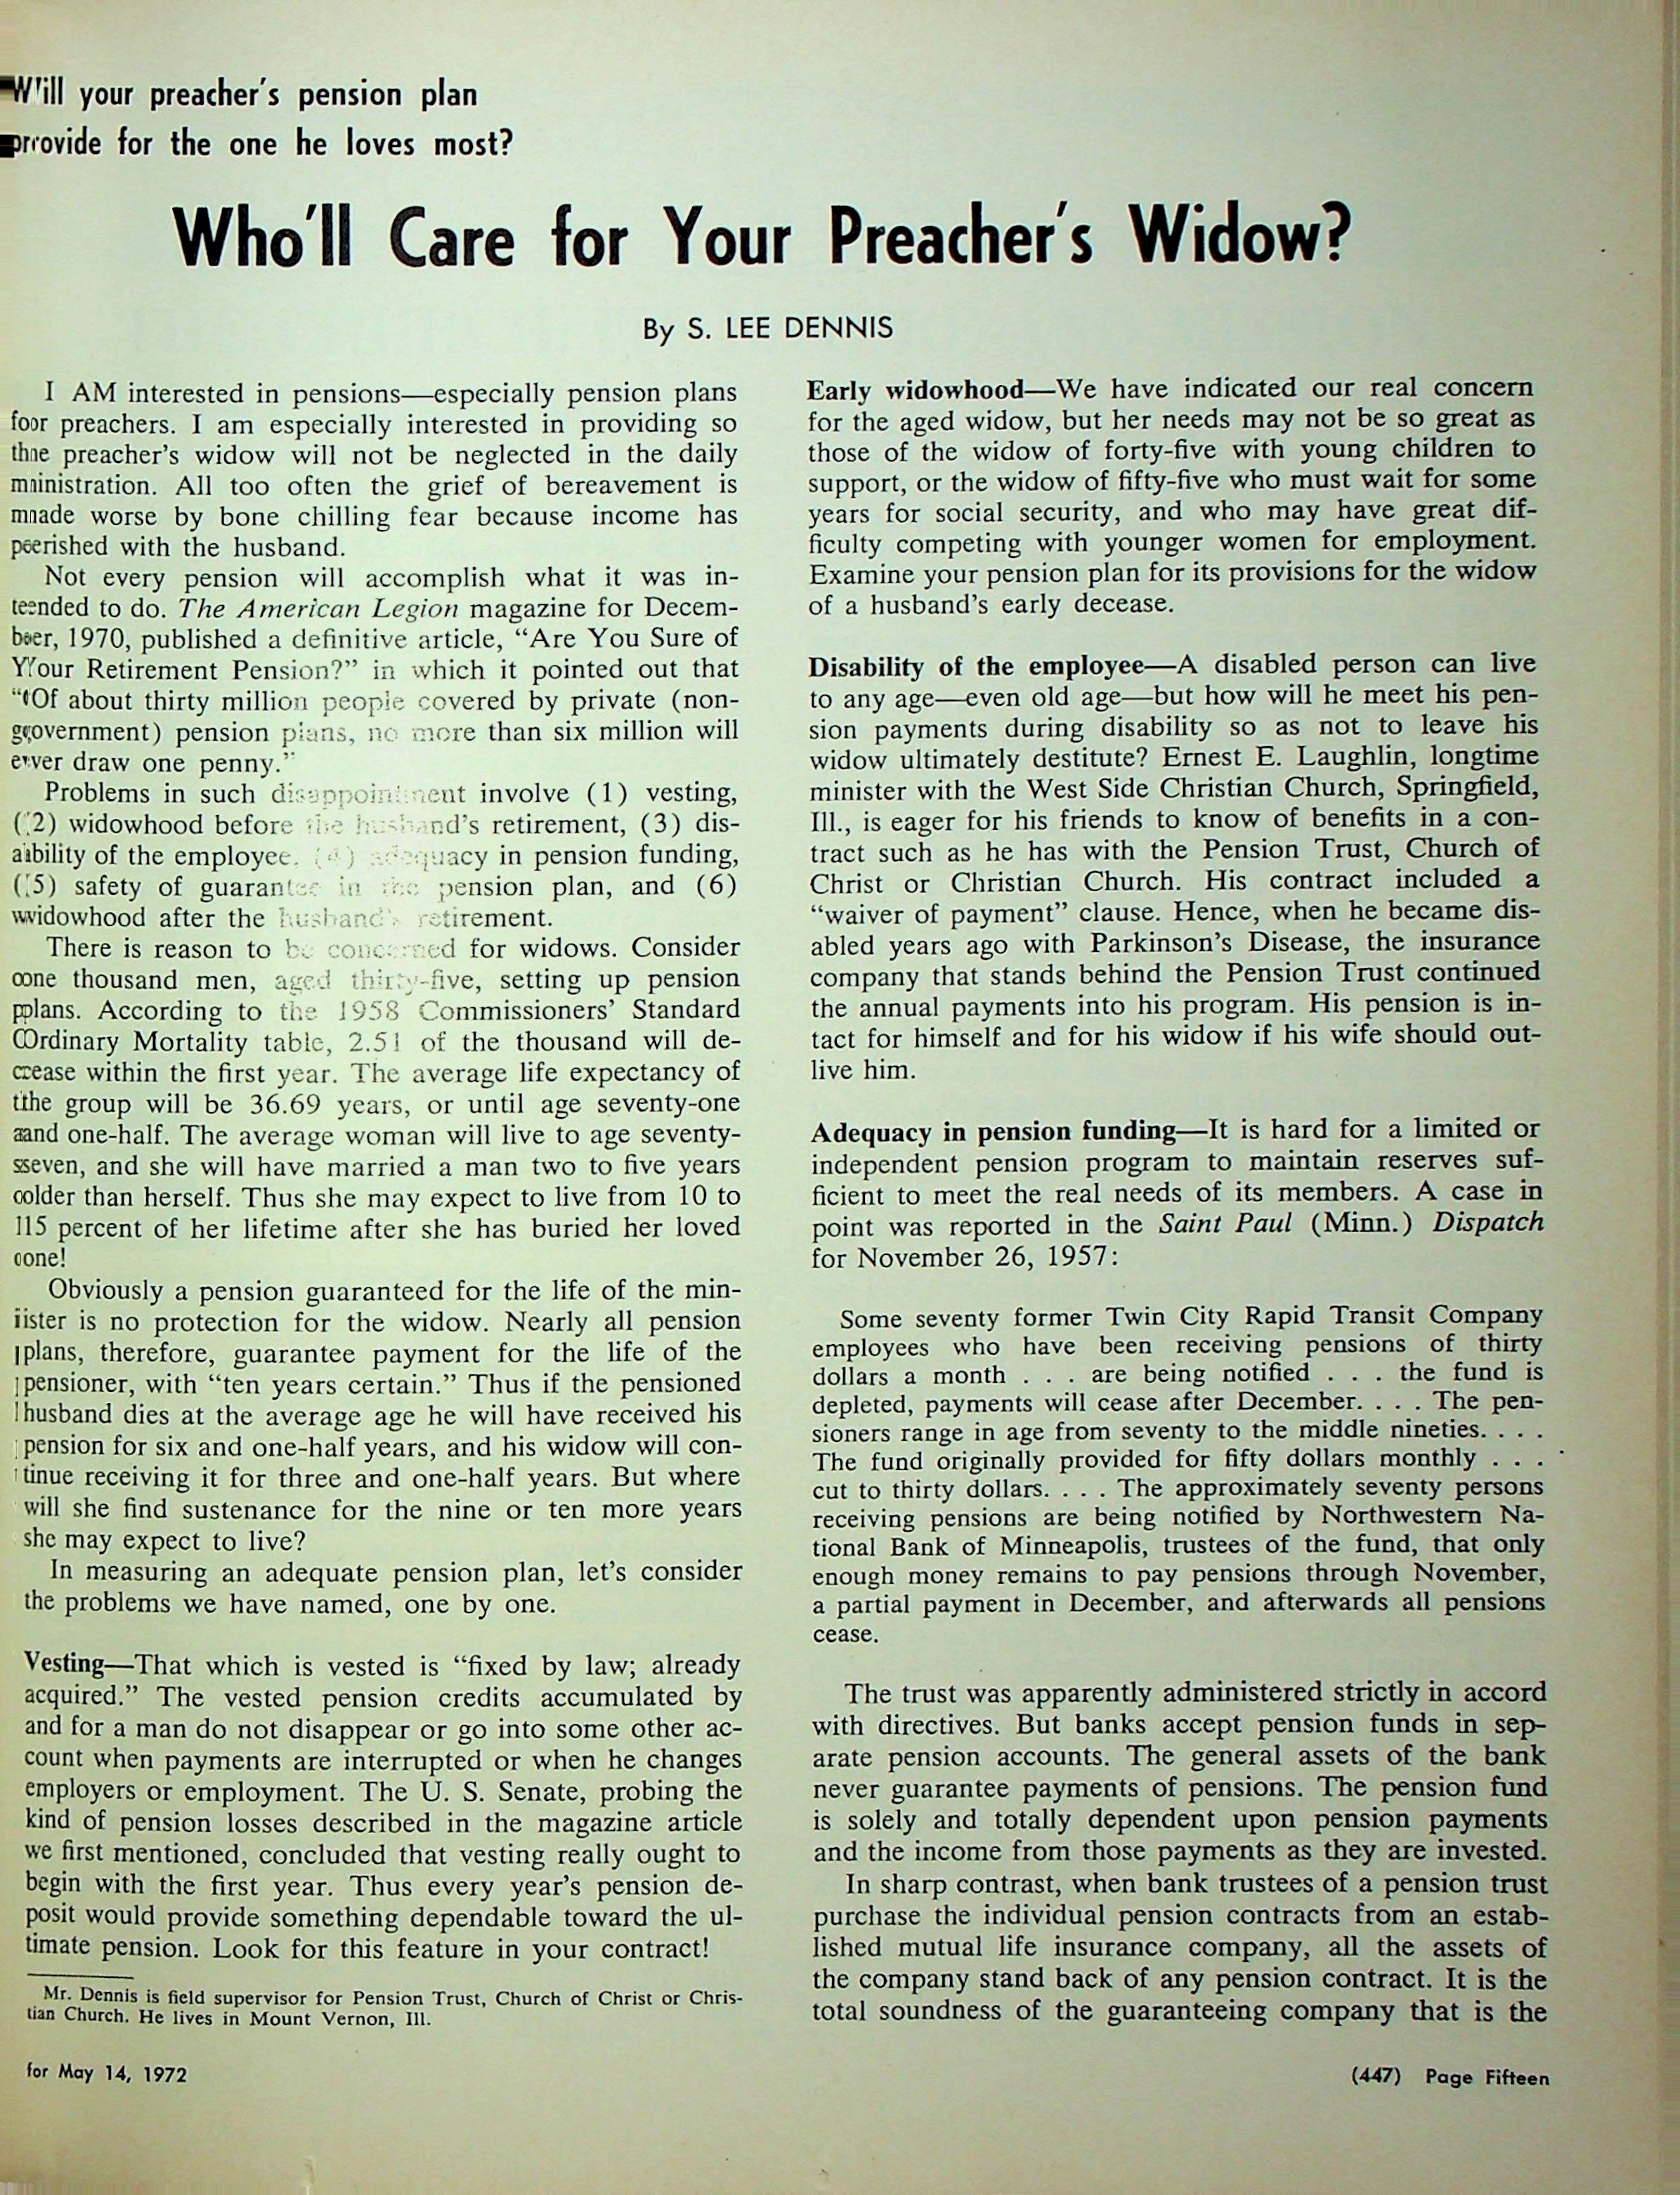 Will your preacher's pension plan
provide for the one he loves most?
Who'll Care for Your Preacher's Widow?
By S. LEE DENNIS
I AM interested in pensions—especially pension plans
for preachers. I am especially interested in providing so
the preacher's widow will not be neglected in the daily
ministration. All too often the grief of bereavement is
made worse by bone chilling fear because income has
perished with the husband.
Not every pension will accomplish what it was in-
tended to do. The American Legion magazine for Decem-
ber, 1970, published a definitive article, “Are You Sure of
Your Retirement Pension?” in which it pointed out that
“Of about thirty million people covered by private (non-
government) pension plans, no more than six million will
ever draw one penny.”
Problems in such disappointment involve (1) vesting,
(2) widowhood before the husband's retirement, (3) dis-
ability of the employee. (4) adequacy in pension funding,
(5) safety of guarantee in the pension plan, and (6)
widowhood after the husband's retirement.
There is reason to be concerned for widows. Consider
one thousand men, aged thirty-five, setting up pension
plans. According to the 1958 Commissioners' Standard
Ordinary Mortality table, 2.51 of the thousand will de-
crease within the first year. The average life expectancy of
the group will be 36.69 years, or until age seventy-one
and one-half. The average woman will live to age seventy-
seven, and she will have married a man two to five years
older than herself. Thus she may expect to live from 10 to
15 percent of her lifetime after she has buried her loved
one!
Obviously a pension guaranteed for the life of the min-
ister is no protection for the widow. Nearly all pension
plans, therefore, guarantee payment for the life of the
pensioner, with “ten years certain.” Thus if the pensioned
husband dies at the average age he will have received his
pension for six and one-half years, and his widow will con-
tinue receiving it for three and one-half years. But where
will she find sustenance for the nine or ten more years
she may expect to live?
In measuring an adequate pension plan, let's consider
the problems we have named, one by one.
Vesting—That which is vested is “fixed by law; already
acquired.” The vested pension credits accumulated by
and for a man do not disappear or go into some other ac-
count when payments are interrupted or when he changes
employers or employment. The U. S. Senate, probing the
kind of pension losses described in the magazine article
we first mentioned, concluded that vesting really ought to
begin with the first year. Thus every year's pension de-
posit would provide something dependable toward the ul-
timate pension. Look for this feature in your contract!
Mr. Dennis is field supervisor for Pension Trust, Church of Christ or Chris-
tian Church. He lives in Mount Vernon, Ill.
Early widowhood—We have indicated our real concern
for the aged widow, but her needs may not be so great as
those of the widow of forty-five with young children to
support, or the widow of fifty-five who must wait for some
years for social security, and who may have great dif-
ficulty competing with younger women for employment.
Examine your pension plan for its provisions for the widow
of a husband's early decease.
Disability of the employee—A disabled person can live
to any age—even old age—but how will he meet his pen-
sion payments during disability so as not to leave his
widow ultimately destitute? Ernest E. Laughlin, longtime
minister with the West Side Christian Church, Springfield,
Ill., is eager for his friends to know of benefits in a con-
tract such as he has with the Pension Trust, Church of
Christ or Christian Church. His contract included a
“waiver of payment” clause. Hence, when he became dis-
abled years ago with Parkinson's Disease, the insurance
company that stands behind the Pension Trust continued
the annual payments into his program. His pension is in-
tact for himself and for his widow if his wife should out-
live him.
Adequacy in pension funding—It is hard for a limited or
independent pension program to maintain reserves suf-
ficient to meet the real needs of its members. A case in
point was reported in the Saint Paul (Minn.) Dispatch
for November 26, 1957:
Some seventy former Twin City Rapid Transit Company
employees who have been receiving pensions of thirty
dollars a month . . . are being notified . . . the fund is
depleted, payments will cease after December. . . . The pen-
sioners range in age from seventy to the middle nineties. . . .
The fund originally provided for fifty dollars monthly . . .
cut to thirty dollars. . . . The approximately seventy persons
receiving pensions are being notified by Northwestern Na-
tional Bank of Minneapolis, trustees of the fund, that only
enough money remains to pay pensions through November,
a partial payment in December, and afterwards all pensions
cease.
The trust was apparently administered strictly in accord
with directives. But banks accept pension funds in sep-
arate pension accounts. The general assets of the bank
never guarantee payments of pensions. The pension fund
is solely and totally dependent upon pension payments
and the income from those payments as they are invested.
In sharp contrast, when bank trustees of a pension trust
purchase the individual pension contracts from an estab-
lished mutual life insurance company, all the assets of
the company stand back of any pension contract. It is the
total soundness of the guaranteeing company that is the
for May 14, 1972
(447) Page Fifteen